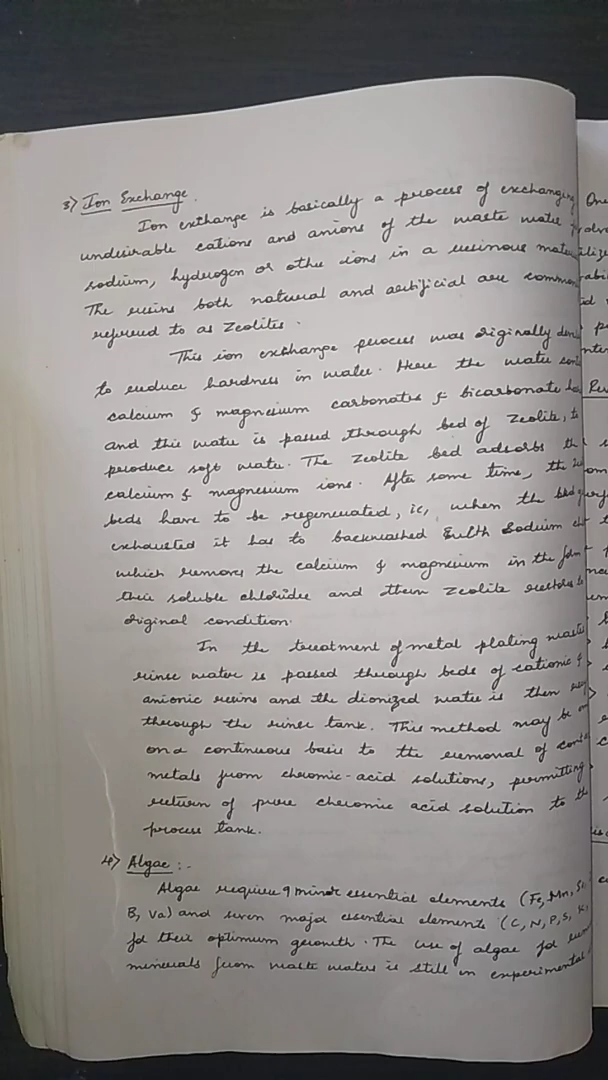 3) Ion Exchange.
Ion exthange is basically a process of exchanging
undesirable cations and anions of the waste water
sodium, hydrogen or other ions in a resinous
The resins both natural and artificial are
reffered to as Zeolites.
This ion exchange process was originally
to reduce hardness in water. Here the water
calcium & magnesium carbonates & bicarbonate
and this water is passed through bed of Zeolite, to
produce soft water. The Zeolite bed adsorbs the
calcium & magnesium ions. After some time, the
beds have to be regenerated, ie, when the bed
exhausted it has to backwashed with Sodium
which removes the calcium & magnesium in the form
their soluble chlorides and then zeolite restores to
original condition.
In the treatment of metal plating waste
rinse water is passed through beds of cationic &
anionic resins and the dionized water is then
through the rinse tank. This method may be
on a continuous basis to the removal of
metals from chromic-acid solutions, permitting
return of pure chromic acid solution to the
process tank.
4) Algae :-
Algae require 9 minor essential elements (Fe, Mn, Si,
B, Va) and seven major essential elements (C, N, P, S, K,
for their optimum growth. The use of algae for
minerals from waste waters is still in experimental
One
Re